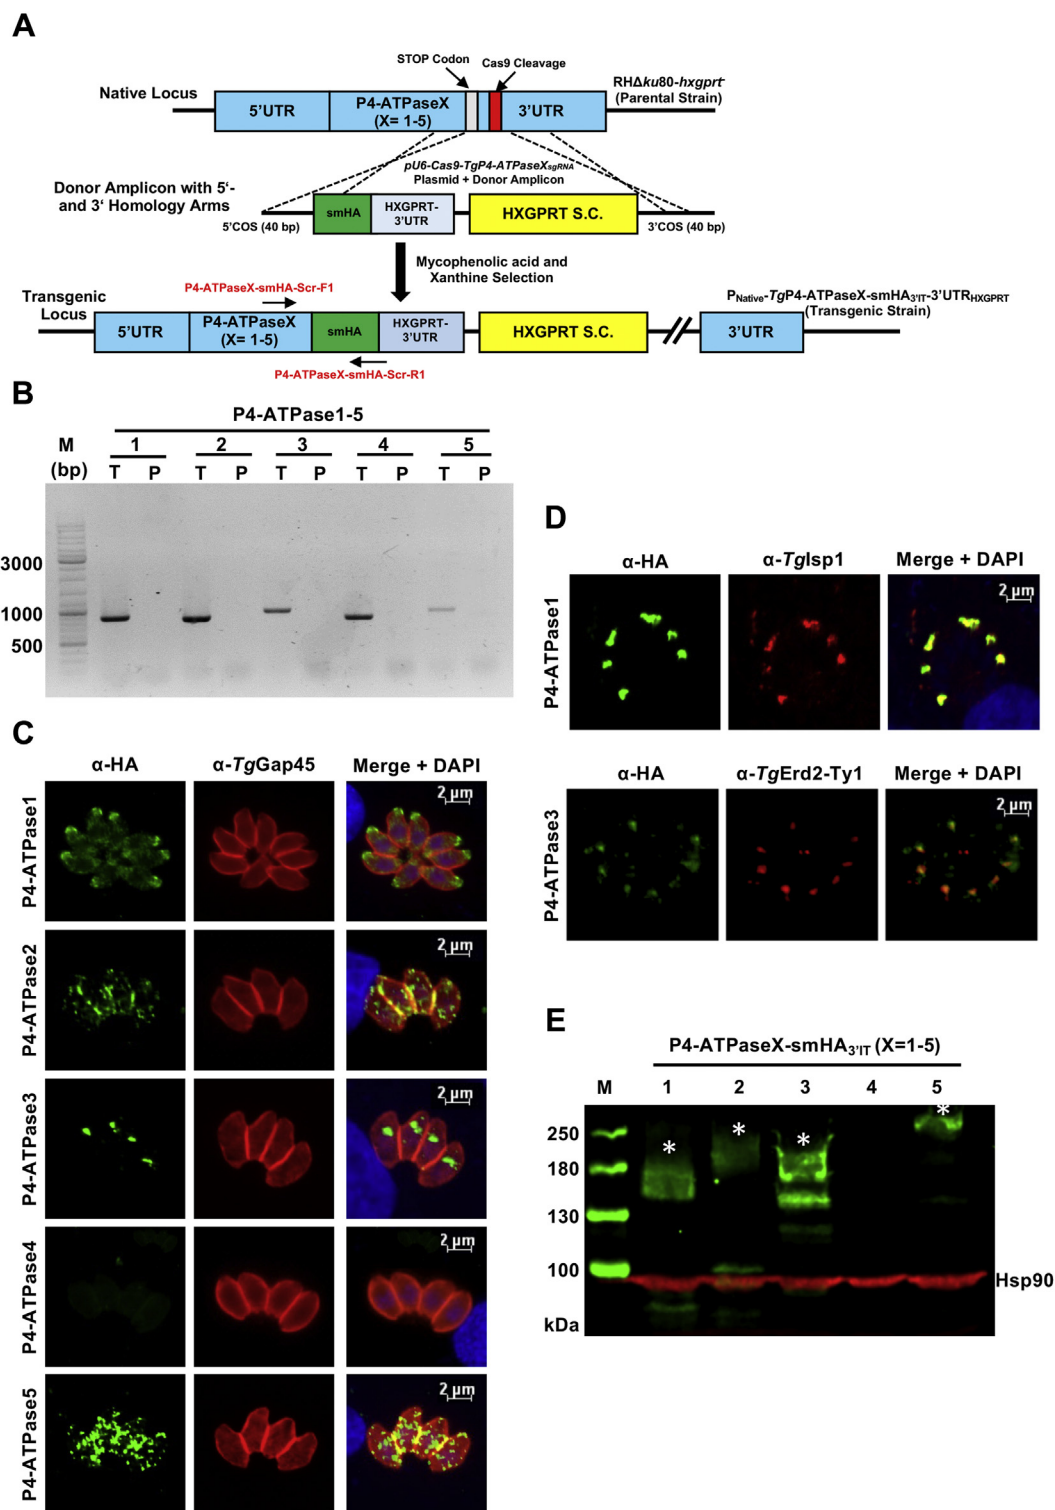 A
STOP Codon
Cas9 Cleavage
Native Locus
5'UTR
P4-ATPaseX
(X= 1-5)
3'UTR
RHΔku80-hxgprt-
(Parental Strain)
pU6-Cas9-TgP4-ATPaseXsgRNA
Plasmid + Donor Amplicon
Donor Amplicon with 5'-
and 3' Homology Arms
smHA
HXGPRT-
3'UTR
HXGPRT S.C.
5'COS (40 bp)
3'COS (40 bp)
Mycophenolic acid and
Xanthine Selection
P4-ATPaseX-smHA-Scr-F1
Transgenic
Locus
PNative-TgP4-ATPaseX-smHA3'IT-3'UTRHXGPRT
(Transgenic Strain)
5'UTR
P4-ATPaseX
(X= 1-5)
smHA
HXGPRT-
3'UTR
HXGPRT S.C.
3'UTR
P4-ATPaseX-smHA-Scr-R1
B
P4-ATPase1-5
M
(bp)
1 2 3 4 5
T P T P T P T P T P
3000
1000
500
C
α-HA α-TgGap45 Merge + DAPI
P4-ATPase1
2 µm
P4-ATPase2
2 µm
P4-ATPase3
2 µm
P4-ATPase4
2 µm
P4-ATPase5
2 µm
D
α-HA α-TgIsp1 Merge + DAPI
P4-ATPase1
2 µm
α-HA α-TgErd2-Ty1 Merge + DAPI
P4-ATPase3
2 µm
E
P4-ATPaseX-smHA3'IT (X=1-5)
M 1 2 3 4 5
250
180
130
100
kDa
* * * *
Hsp90